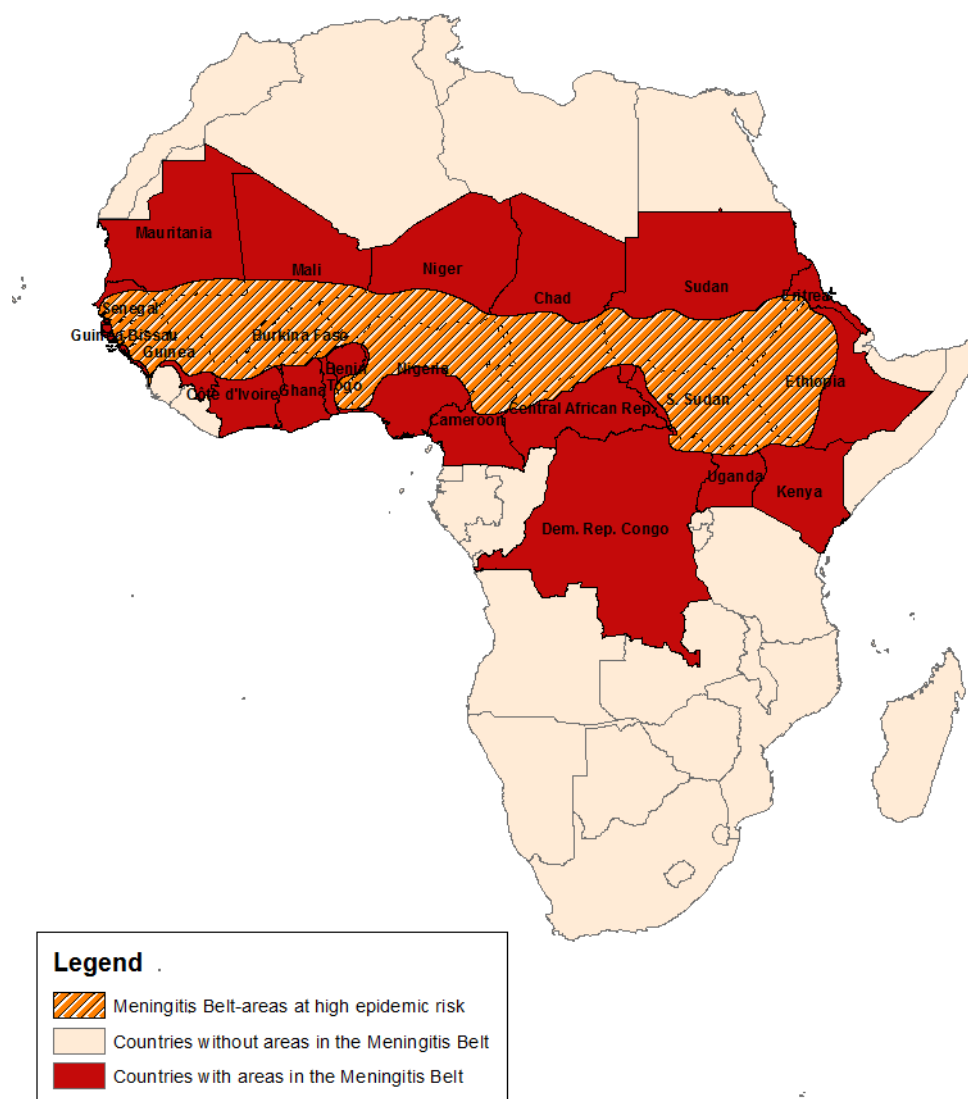 Mauritania
Mali
Niger
Chad
Sudan
Eritrea
Senegal
Guinea Bissau
Guinea
Burkina Faso
Benin
Togo
Nigeria
Côte d'Ivoire
Ghana
Cameroon
Central African Rep.
S. Sudan
Ethiopia
Uganda
Kenya
Dem. Rep. Congo
Legend
Meningitis Belt-areas at high epidemic risk
Countries without areas in the Meningitis Belt
Countries with areas in the Meningitis Belt